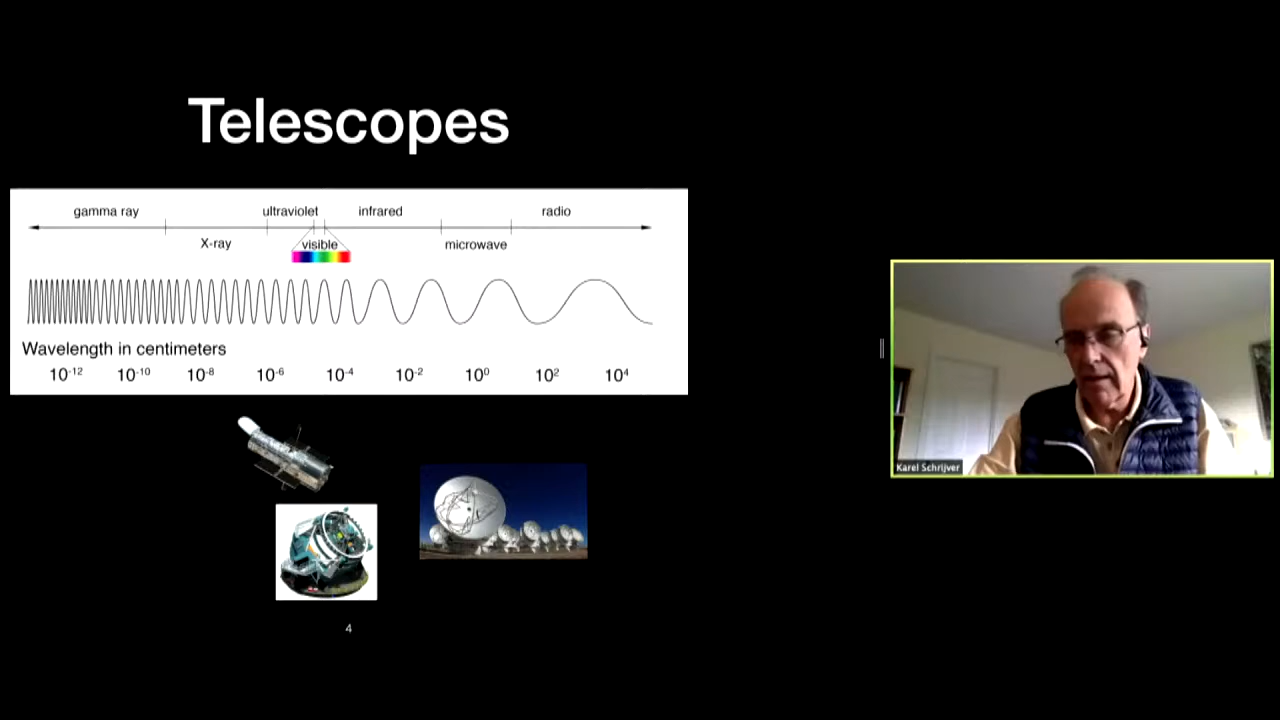 Telescopes
gamma ray ultraviolet infrared radio
X-ray visible microwave
Wavelength in centimeters
10⁻¹² 10⁻¹⁰ 10⁻⁸ 10⁻⁶ 10⁻⁴ 10⁻² 10⁰ 10² 10⁴
Karel Schrijver
4